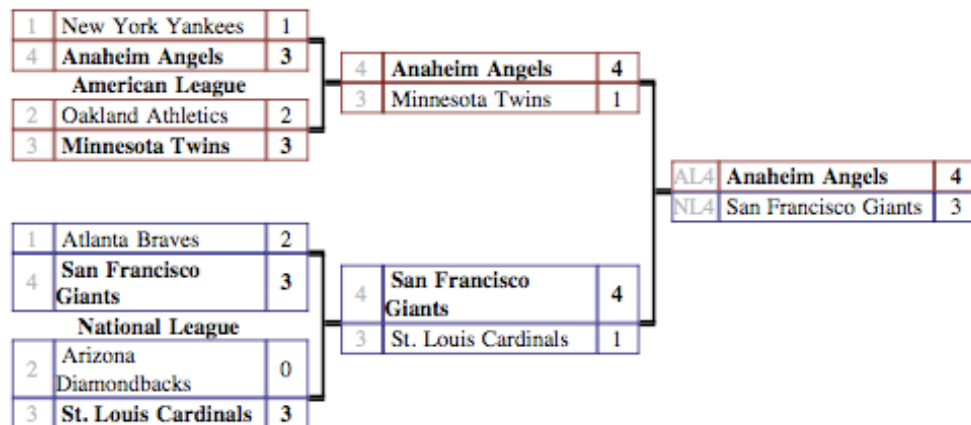 1 New York Yankees 1
4 Anaheim Angels 3
American League
2 Oakland Athletics 2
3 Minnesota Twins 3
4 Anaheim Angels 4
3 Minnesota Twins 1
AL4 Anaheim Angels 4
NL4 San Francisco Giants 3
1 Atlanta Braves 2
4 San Francisco
Giants 3
National League
2 Arizona
Diamondbacks 0
3 St. Louis Cardinals 3
4 San Francisco
Giants 4
3 St. Louis Cardinals 1